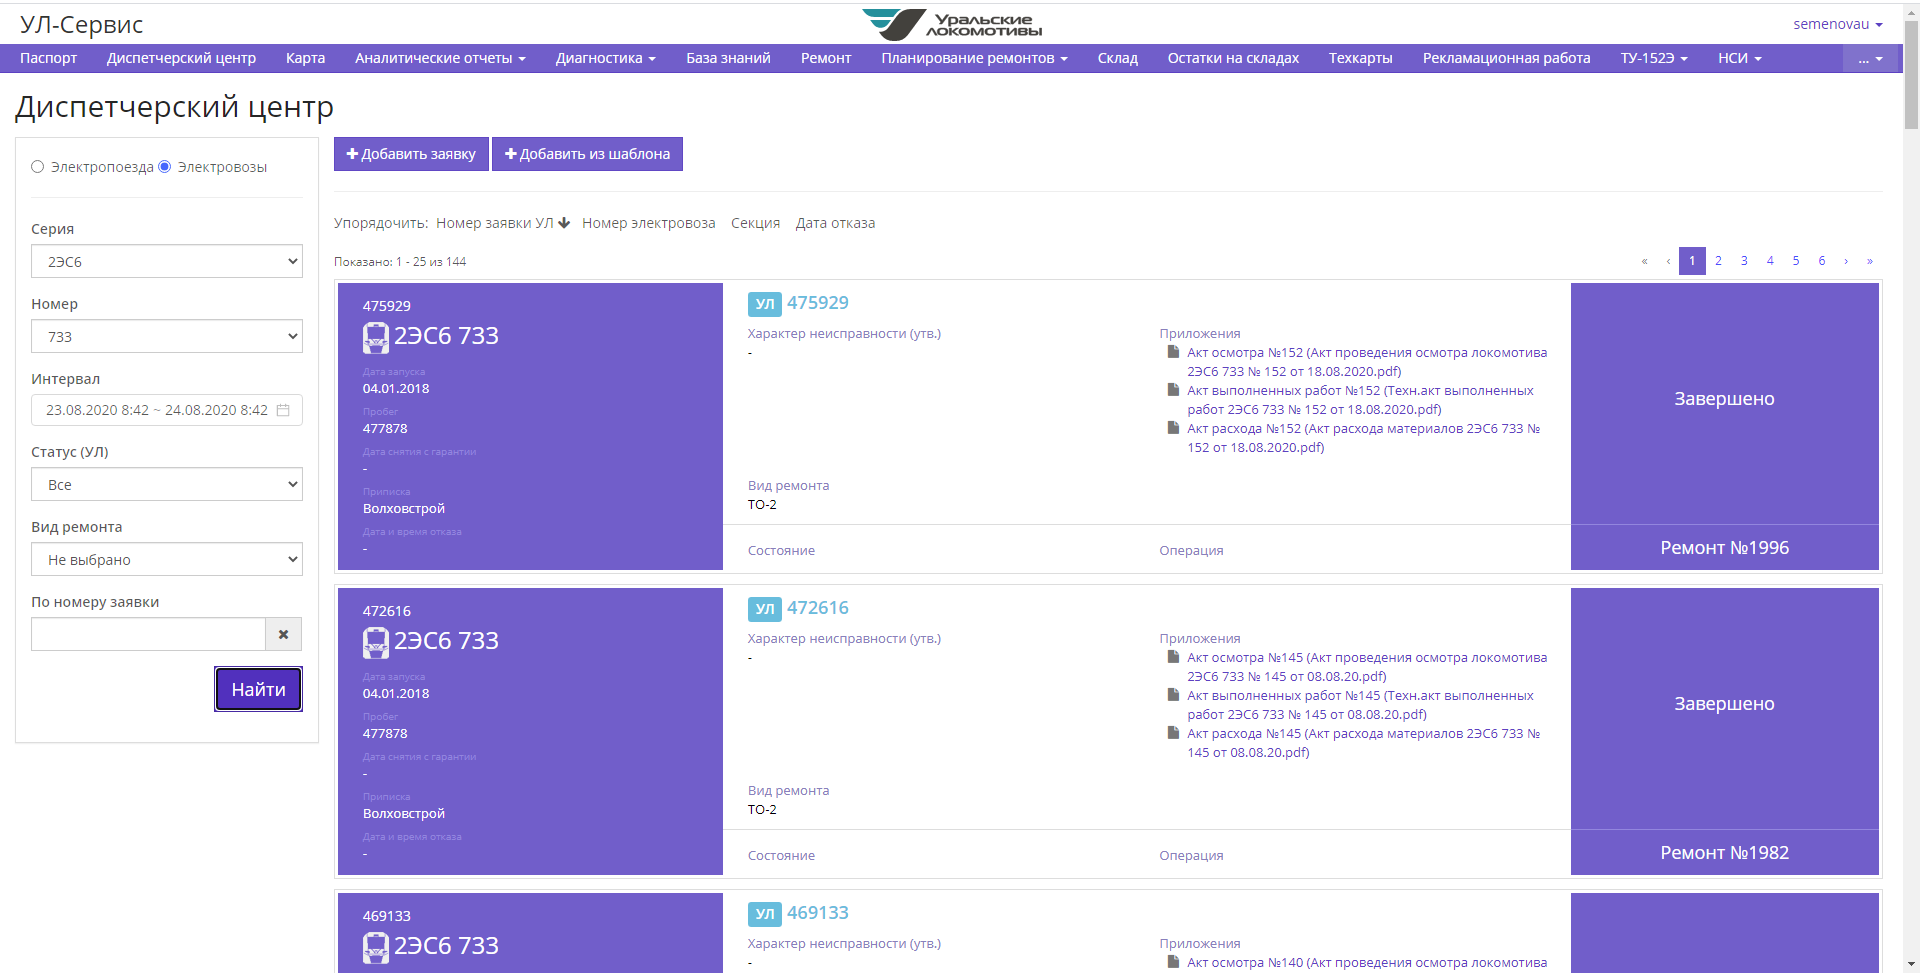 УЛ-Сервис
Уральские
локомотивы
semenovau
Паспорт Диспетчерский центр Карта Аналитические отчеты Диагностика База знаний Ремонт Планирование ремонтов Склад Остатки на складах Техкарты Рекламационная работа ТУ-152Э НСИ ...
Диспетчерский центр
Электропоезда Электровозы
Серия
2ЭС6
Номер
733
Интервал
23.08.2020 8:42 ~ 24.08.2020 8:42
Статус (УЛ)
Все
Вид ремонта
Не выбрано
По номеру заявки
Найти
Добавить заявку Добавить из шаблона
Упорядочить: Номер заявки УЛ Номер электровоза Секция Дата отказа
Показано: 1 - 25 из 144
« ‹ 1 2 3 4 5 6 › »
475929
2ЭС6 733
Дата запуска
04.01.2018
Пробег
477878
Дата снятия с гарантии
-
Приписка
Волховстрой
Дата и время отказа
-
УЛ 475929
Характер неисправности (утв.)
-
Вид ремонта
ТО-2
Состояние
Приложения
Акт осмотра №152 (Акт проведения осмотра локомотива
2ЭС6 733 № 152 от 18.08.2020.pdf)
Акт выполненных работ №152 (Техн.акт выполненных
работ 2ЭС6 733 № 152 от 18.08.2020.pdf)
Акт расхода №152 (Акт расхода материалов 2ЭС6 733 №
152 от 18.08.2020.pdf)
Операция
Завершено
Ремонт №1996
472616
2ЭС6 733
Дата запуска
04.01.2018
Пробег
477878
Дата снятия с гарантии
-
Приписка
Волховстрой
Дата и время отказа
-
УЛ 472616
Характер неисправности (утв.)
-
Вид ремонта
ТО-2
Состояние
Приложения
Акт осмотра №145 (Акт проведения осмотра локомотива
2ЭС6 733 № 145 от 08.08.20.pdf)
Акт выполненных работ №145 (Техн.акт выполненных
работ 2ЭС6 733 № 145 от 08.08.20.pdf)
Акт расхода №145 (Акт расхода материалов 2ЭС6 733 №
145 от 08.08.20.pdf)
Операция
Завершено
Ремонт №1982
469133
2ЭС6 733
УЛ 469133
Характер неисправности (утв.)
-
Приложения
Акт осмотра №140 (Акт проведения осмотра локомотива